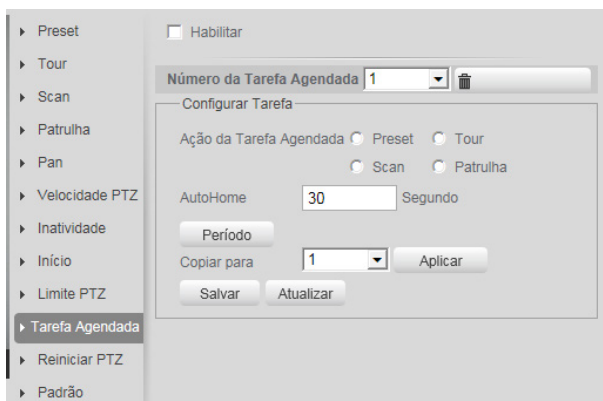 Preset
Tour
Scan
Patrulha
Pan
Velocidade PTZ
Inatividade
Início
Limite PTZ
Tarefa Agendada
Reiniciar PTZ
Padrão
Habilitar
Número da Tarefa Agendada 1
Configurar Tarefa
Ação da Tarefa Agendada Preset Tour
Scan Patrulha
AutoHome 30 Segundo
Período
Copiar para 1 Aplicar
Salvar Atualizar